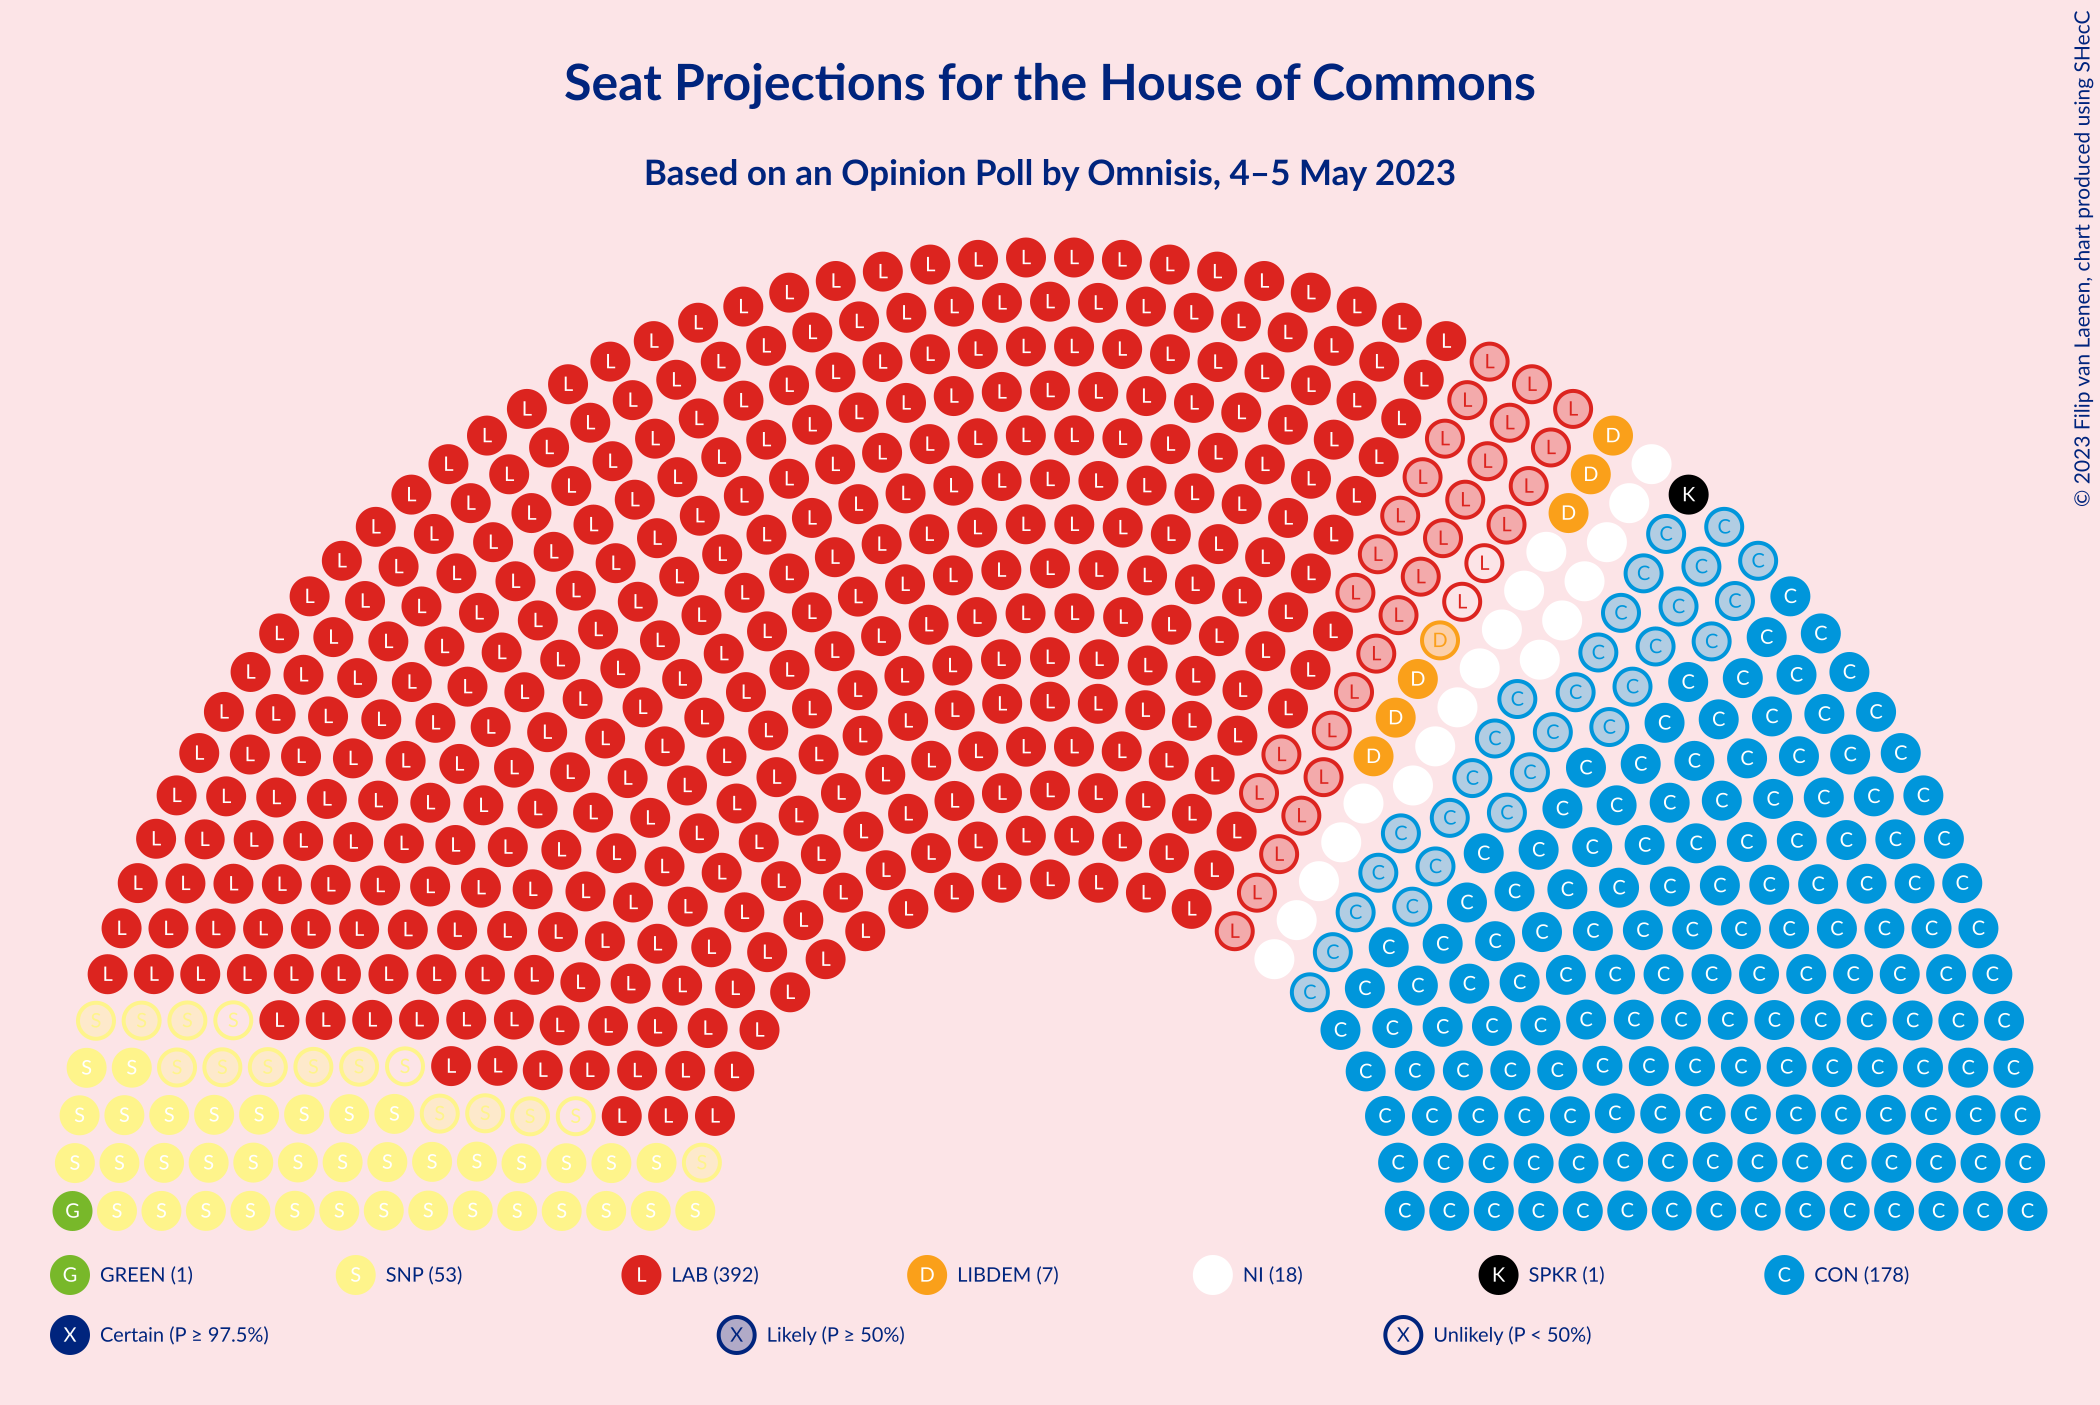 Seat Projections for the House of Commons
Based on an Opinion Poll by Omnisis, 4–5 May 2023
© 2023 Filip van Laenen, chart produced using SHecC
G GREEN (1)
S SNP (53)
L LAB (392)
D LIBDEM (7)
NI (18)
K SPKR (1)
C CON (178)
X Certain (P ≥ 97.5%)
X Likely (P ≥ 50%)
X Unlikely (P < 50%)